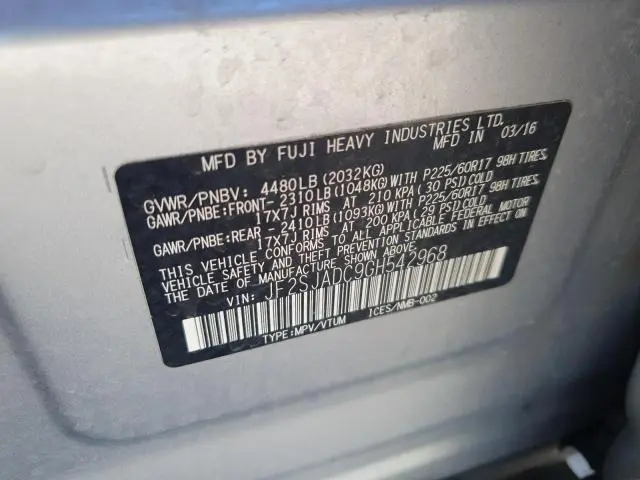 MFD BY FUJI HEAVY INDUSTRIES LTD.
MFD IN 03/16
GVWR/PNBV: 4480LB(2032KG)
GAWR/PNBE:FRONT- 2310LB(1048KG)WITH P225/60R17 98H TIRES,
17X7J RIMS AT 210 KPA(30 PSI)COLD
GAWR/PNBE:REAR - 2410LB(1093KG)WITH P225/60R17 98H TIRES,
17X7J RIMS AT 200 KPA(29 PSI)COLD
THIS VEHICLE CONFORMS TO ALL APPLICABLE FEDERAL MOTOR
VEHICLE SAFETY AND THEFT PREVENTION STANDARDS IN EFFECT
ON THE DATE OF MANUFACTURE SHOWN ABOVE.
VIN: JF2SJADC9GH542968
TYPE:MPV/VTUM ICES/NMB-002